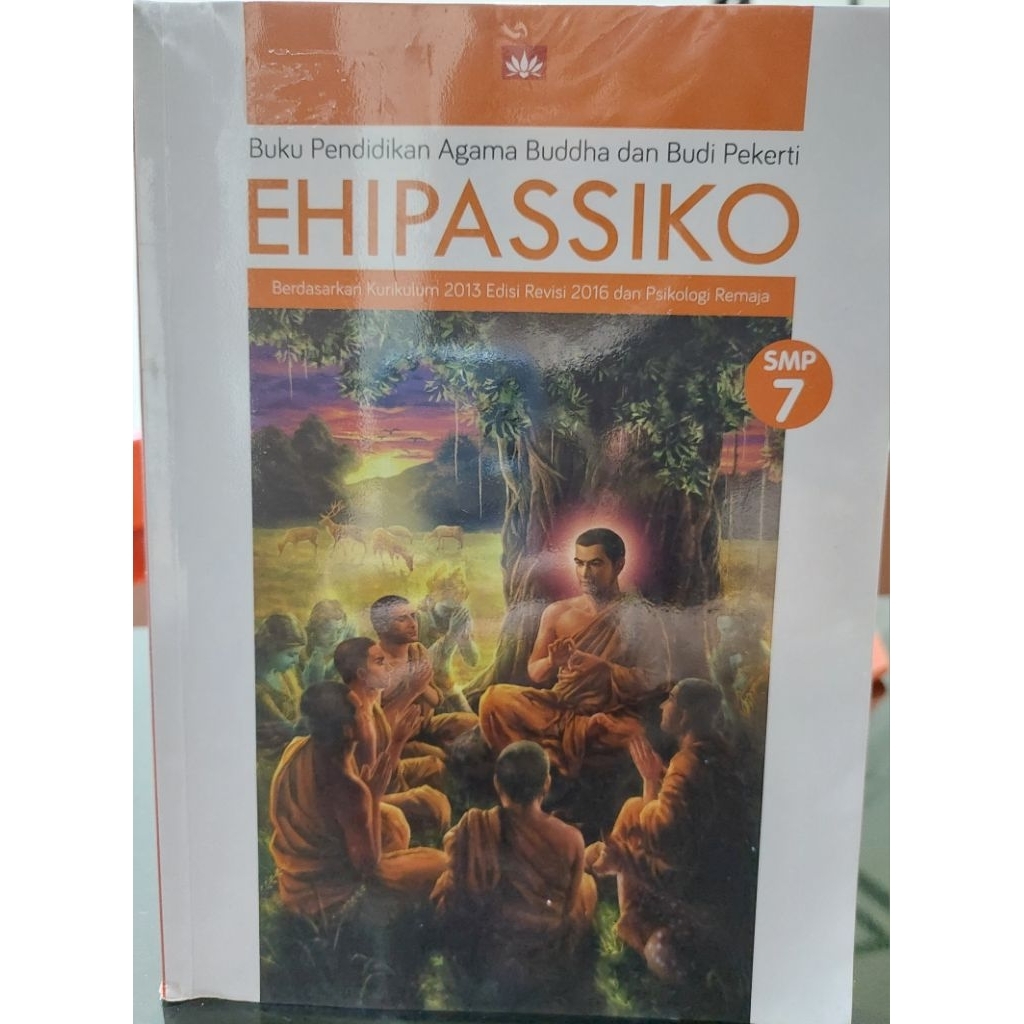 Buku Pendidikan Agama Buddha dan Budi Pekerti
EHIPASSIKO
Berdasarkan Kurikulum 2013 Edisi Revisi 2016 dan Psikologi Remaja
SMP
7